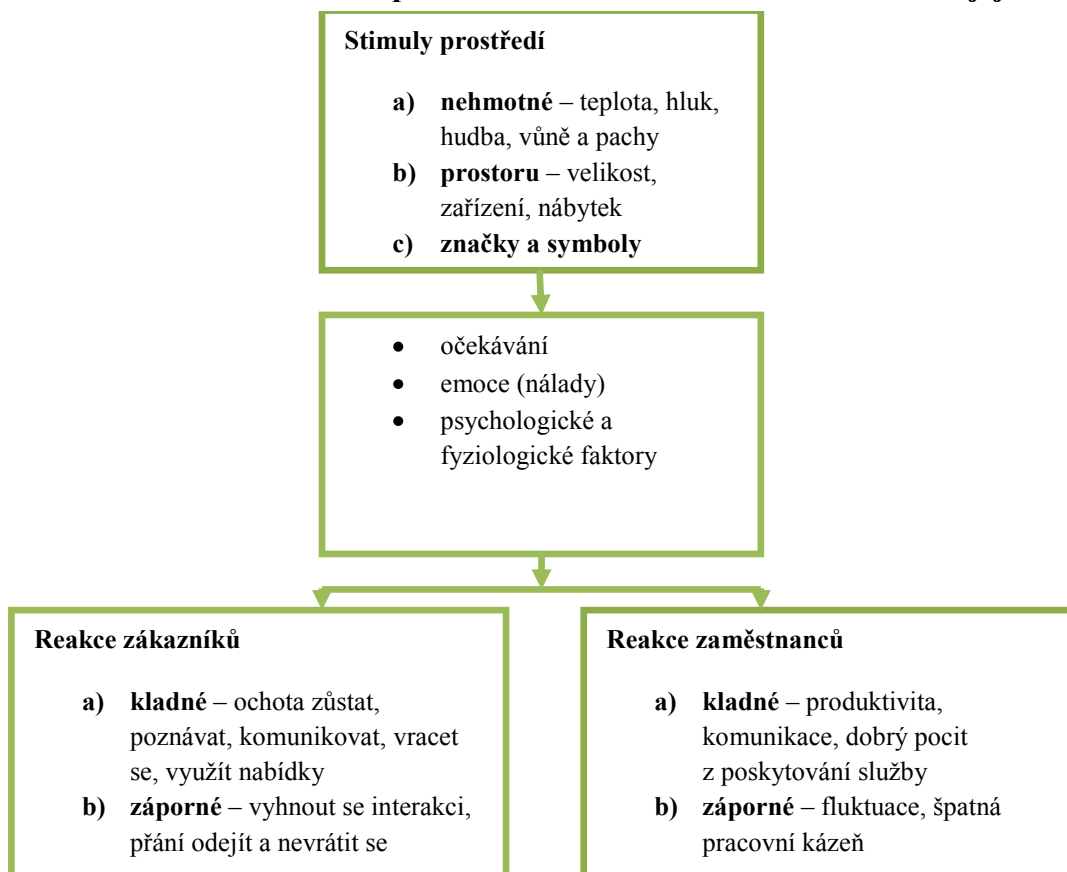 Stimuly prostředí
a) nehmotné – teplota, hluk,
hudba, vůně a pachy
b) prostoru – velikost,
zařízení, nábytek
c) značky a symboly
• očekávání
• emoce (nálady)
• psychologické a
fyziologické faktory
Reakce zákazníků
a) kladné – ochota zůstat,
poznávat, komunikovat, vracet
se, využít nabídky
b) záporné – vyhnout se interakci,
přání odejít a nevrátit se
Reakce zaměstnanců
a) kladné – produktivita,
komunikace, dobrý pocit
z poskytování služby
b) záporné – fluktuace, špatná
pracovní kázeň